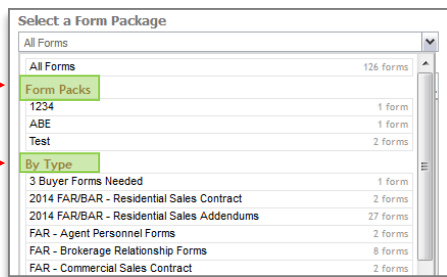 Select a Form Package
All Forms
All Forms 126 forms
Form Packs
1234 1 form
ABE 1 form
Test 2 forms
By Type
3 Buyer Forms Needed 1 form
2014 FAR/BAR - Residential Sales Contract 2 forms
2014 FAR/BAR - Residential Sales Addendums 27 forms
FAR - Agent Personnel Forms 2 forms
FAR - Brokerage Relationship Forms 8 forms
FAR - Commercial Sales Contract 2 forms